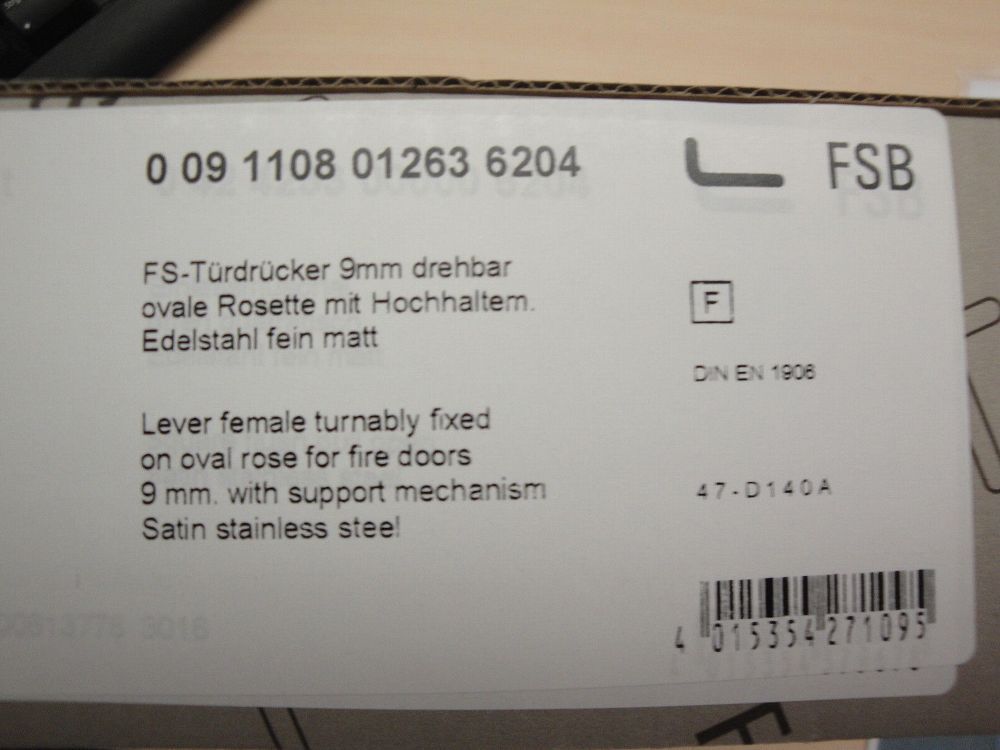 0 09 1108 01263 6204
FSB
FS-Türdrücker 9mm drehbar
ovale Rosette mit Hochhaltem.
Edelstahl fein matt
F
DIN EN 1906
Lever female turnably fixed
on oval rose for fire doors
9 mm. with support mechanism
Satin stainless steel
47-D140A
4 015354 271095